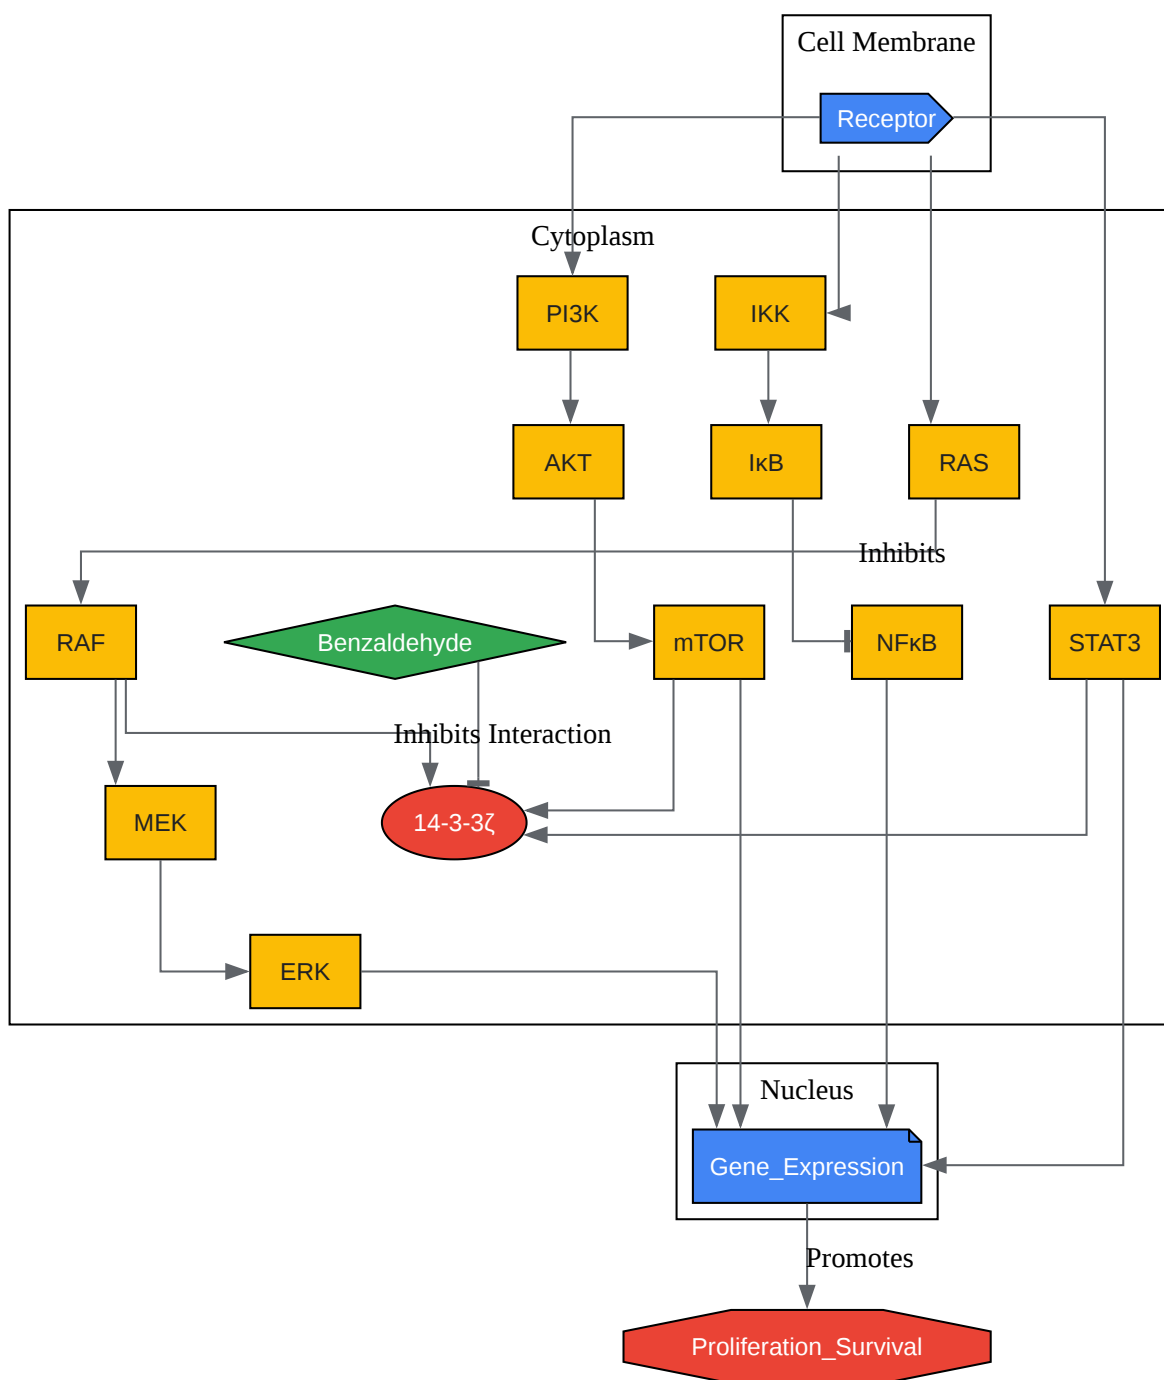 Cell Membrane
Receptor
Cytoplasm
PI3K
IKK
AKT
IκB
RAS
Inhibits
RAF
Benzaldehyde
mTOR
NFκB
STAT3
Inhibits Interaction
MEK
14-3-3ζ
ERK
Nucleus
Gene_Expression
Promotes
Proliferation_Survival